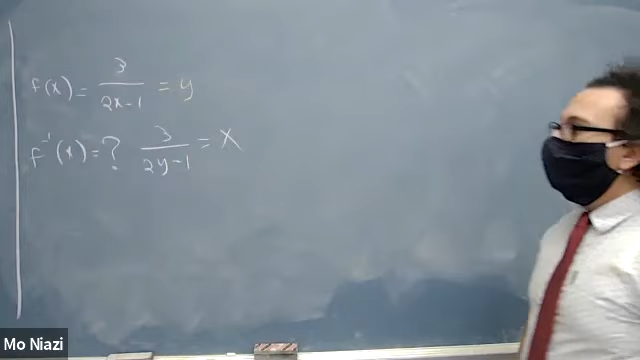 f(x) = 3/(2x-1) = y
f⁻¹(x) = ? 3/(2y-1) = x
Mo Niazi